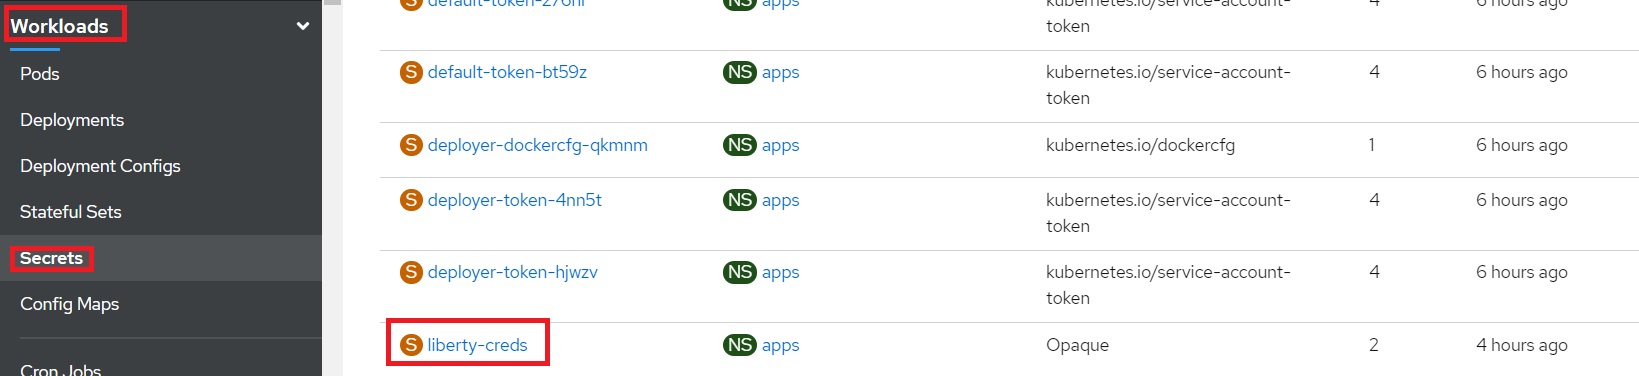 Workloads
Pods
Deployments
Deployment Configs
Stateful Sets
Secrets
Config Maps
Cron Jobs
NS apps kubernetes.io/service-account- 4 6 hours ago
token
S default-token-bt59z NS apps kubernetes.io/service-account- 4 6 hours ago
token
S deployer-dockercfg-qkmnm NS apps kubernetes.io/dockercfg 1 6 hours ago
S deployer-token-4nn5t NS apps kubernetes.io/service-account- 4 6 hours ago
token
S deployer-token-hjwzv NS apps kubernetes.io/service-account- 4 6 hours ago
token
S liberty-creds NS apps Opaque 2 4 hours ago